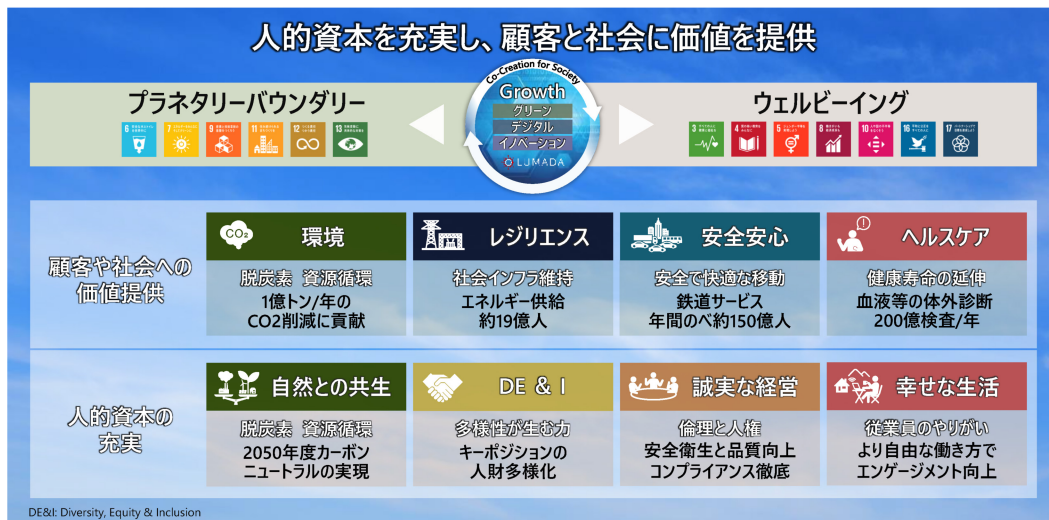 人的資本を充実し、顧客と社会に価値を提供
Co-Creation for Society
プラネタリーバウンダリー
6
7
9
11
12
13
Growth
グリーン
デジタル
イノベーション
LUMADA
ウェルビーイング
3
4
5
8
10
16
17
顧客や社会への
価値提供
CO₂
環境
脱炭素 資源循環
1億トン/年の
CO2削減に貢献
レジリエンス
社会インフラ維持
エネルギー供給
約19億人
安全安心
安全で快適な移動
鉄道サービス
年間のべ約150億人
ヘルスケア
健康寿命の延伸
血液等の体外診断
200億検査/年
人的資本の
充実
自然との共生
脱炭素 資源循環
2050年度カーボン
ニュートラルの実現
DE & I
多様性が生む力
キーポジションの
人財多様化
誠実な経営
倫理と人権
安全衛生と品質向上
コンプライアンス徹底
幸せな生活
従業員のやりがい
より自由な働き方で
エンゲージメント向上
DE&I: Diversity, Equity & Inclusion